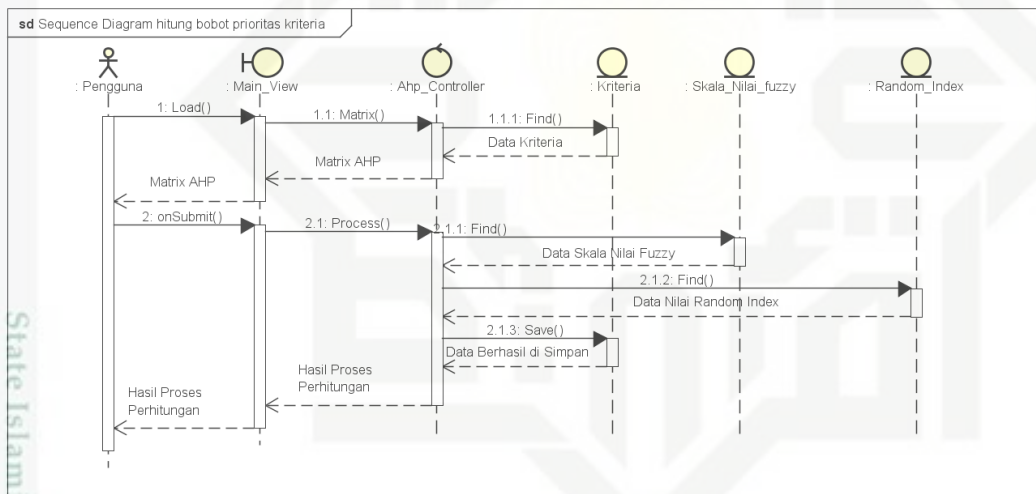 sd Sequence Diagram hitung bobot prioritas kriteria
: Pengguna
: Main_View
: Ahp_Controller
: Kriteria
: Skala_Nilai_fuzzy
: Random_Index
1: Load()
1.1: Matrix()
1.1.1: Find()
Data Kriteria
Matrix AHP
Matrix AHP
2: onSubmit()
2.1: Process()
2.1.1: Find()
Data Skala Nilai Fuzzy
2.1.2: Find()
Data Nilai Random Index
2.1.3: Save()
Data Berhasil di Simpan
Hasil Proses
Perhitungan
Hasil Proses
Perhitungan
State Islami